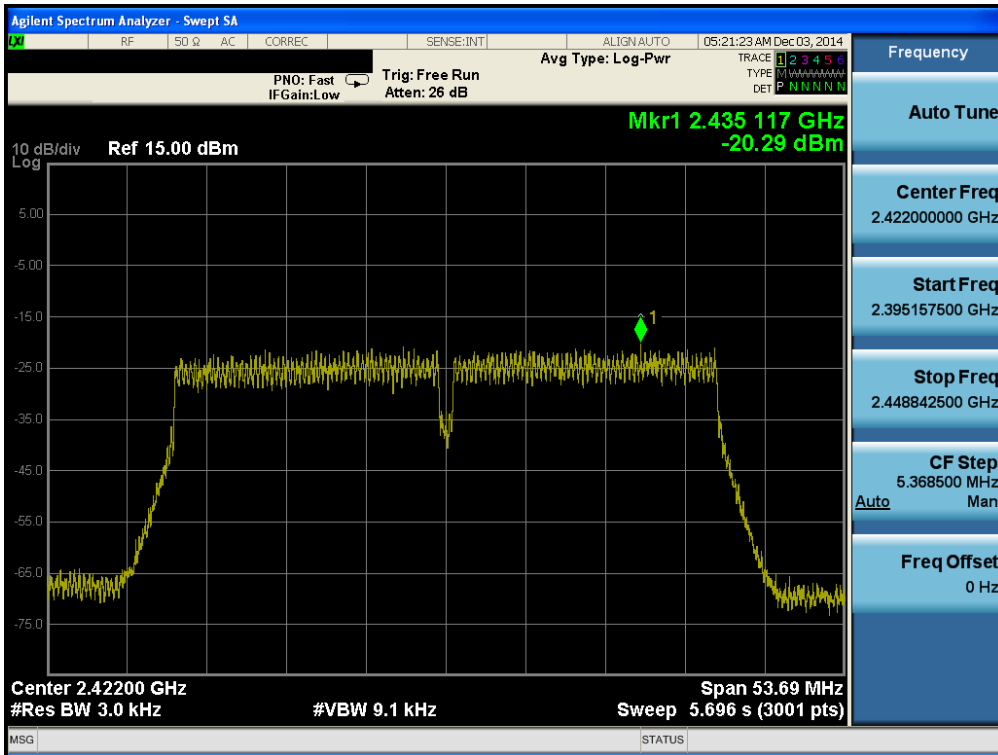 Agilent Spectrum Analyzer - Swept SA
LXI RF 50 Ω AC CORREC SENSE:INT ALIGN AUTO 05:21:23 AM Dec 03, 2014
PNO: Fast
IFGain:Low
Trig: Free Run
Atten: 26 dB
Avg Type: Log-Pwr
TRACE 1 2 3 4 5 6
TYPE M WWWWW
DET P N N N N N
Mkr1 2.435 117 GHz
-20.29 dBm
10 dB/div Ref 15.00 dBm
Log
5.00
-5.00
-15.0
1
-25.0
-35.0
-45.0
-55.0
-65.0
-75.0
Center 2.42200 GHz Span 53.69 MHz
#Res BW 3.0 kHz #VBW 9.1 kHz Sweep 5.696 s (3001 pts)
MSG STATUS
Frequency
Auto Tune
Center Freq
2.422000000 GHz
Start Freq
2.395157500 GHz
Stop Freq
2.448842500 GHz
CF Step
5.368500 MHz
Auto Man
Freq Offset
0 Hz